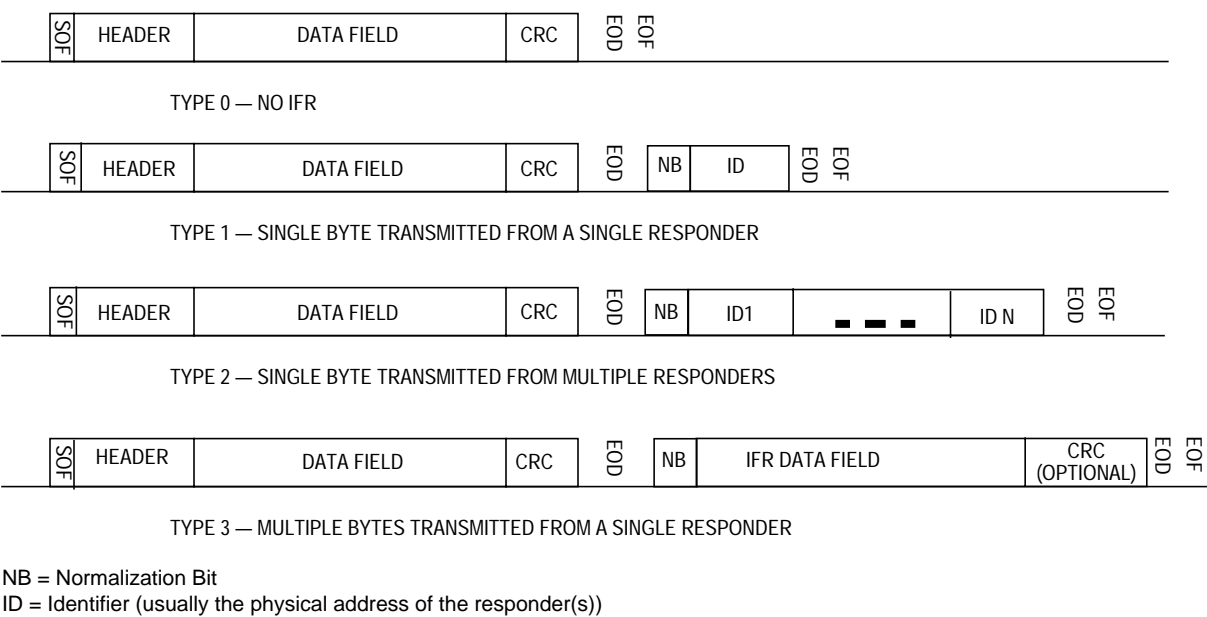 SOF HEADER DATA FIELD CRC EOD EOF
TYPE 0 — NO IFR
SOF HEADER DATA FIELD CRC EOD NB ID EOD EOF
TYPE 1 — SINGLE BYTE TRANSMITTED FROM A SINGLE RESPONDER
SOF HEADER DATA FIELD CRC EOD NB ID1 ID N EOD EOF
TYPE 2 — SINGLE BYTE TRANSMITTED FROM MULTIPLE RESPONDERS
SOF HEADER DATA FIELD CRC EOD NB IFR DATA FIELD CRC (OPTIONAL) EOD EOF
TYPE 3 — MULTIPLE BYTES TRANSMITTED FROM A SINGLE RESPONDER
NB = Normalization Bit
ID = Identifier (usually the physical address of the responder(s))